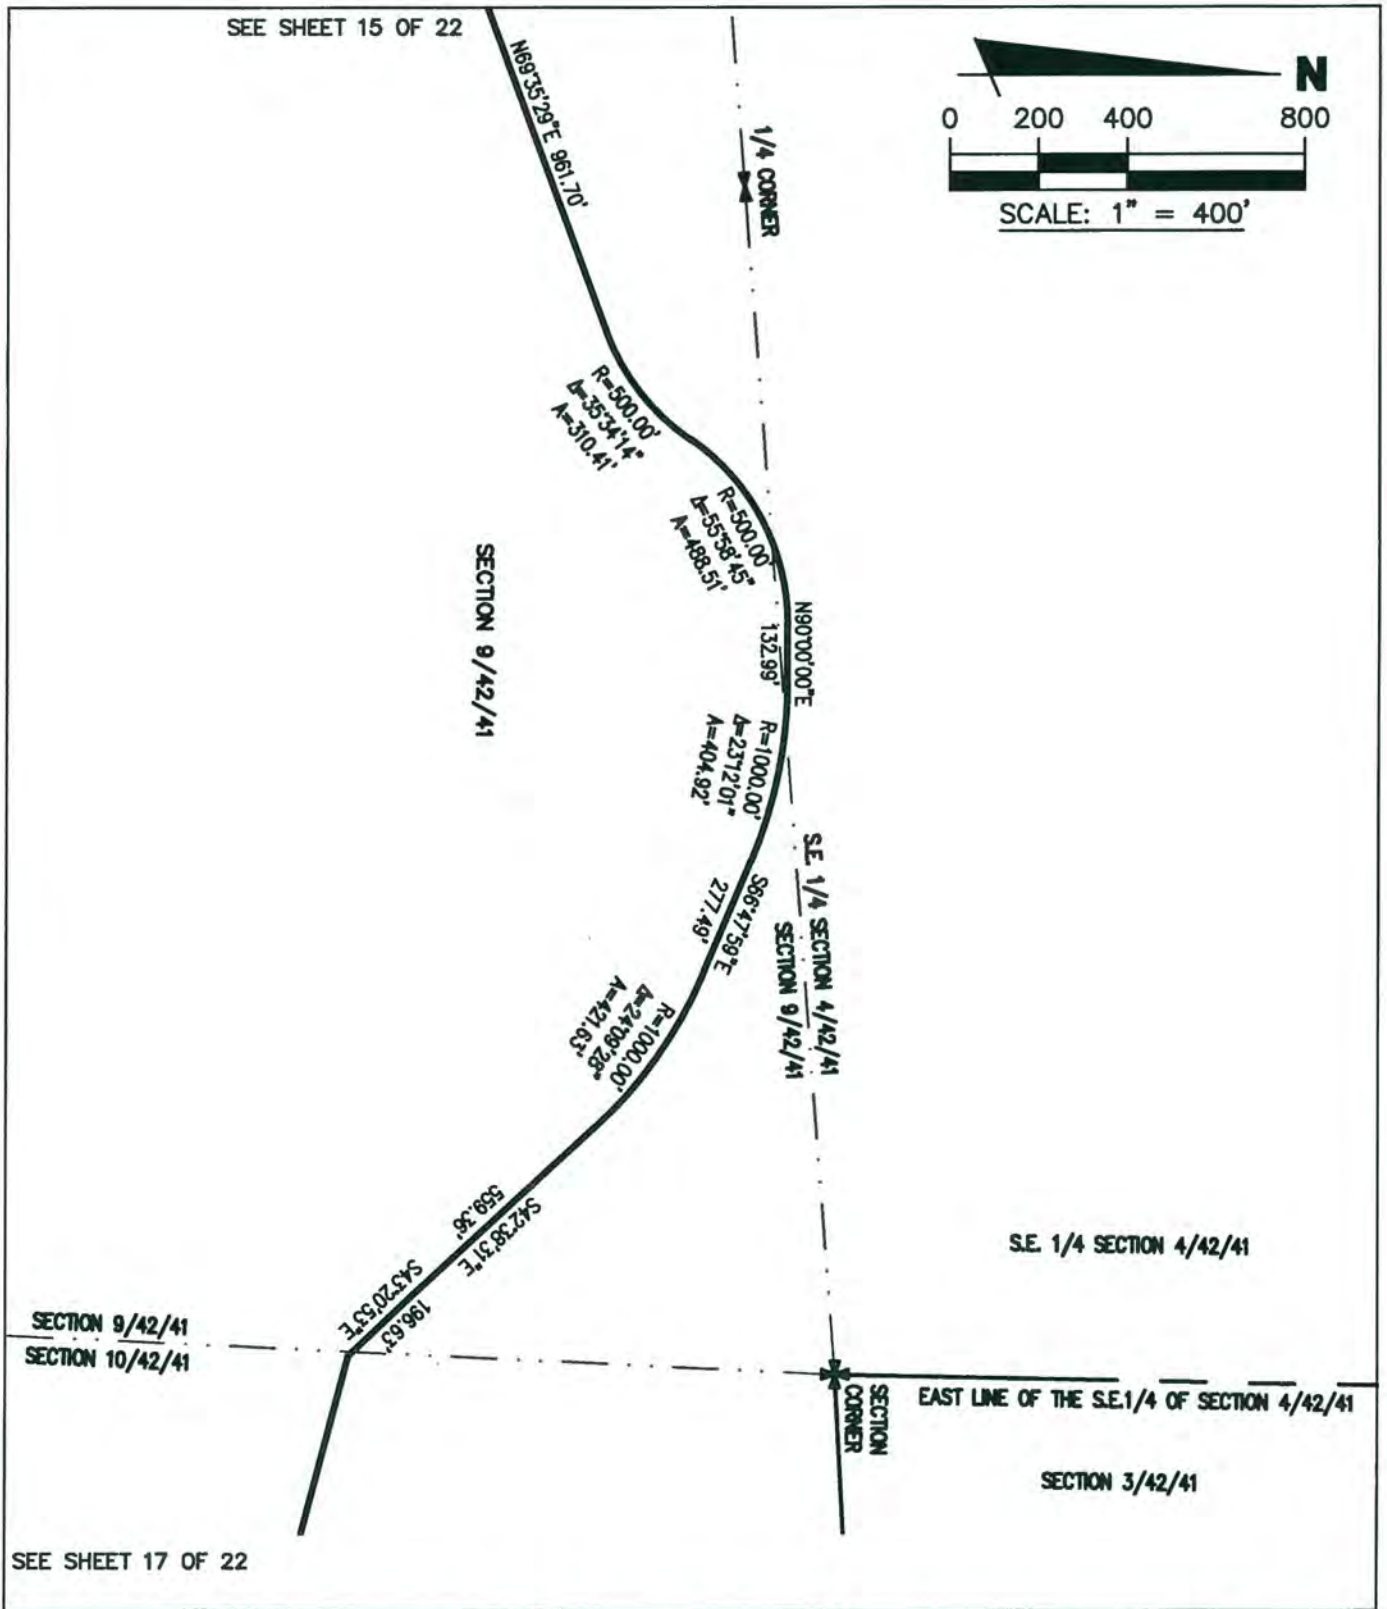 SEE SHEET 15 OF 22
N
0 200 400 800
SCALE: 1" = 400'
N69°35'29"E 961.70'
1/4 CORNER
R=500.00'
Δ=35°34'14"
A=310.41'
R=500.00'
Δ=55°58'45"
A=488.51'
N90°00'00"E
132.99'
SECTION 9/42/41
R=1000.00'
Δ=23°12'01"
A=404.92'
S.E. 1/4 SECTION 4/42/41
SECTION 9/42/41
S66°47'59"E
277.49'
R=1000.00'
Δ=24°09'28"
A=421.63'
S42°38'31"E
559.36'
S43°20'53"E
196.63'
S.E. 1/4 SECTION 4/42/41
SECTION 9/42/41
SECTION 10/42/41
SECTION
CORNER
EAST LINE OF THE S.E.1/4 OF SECTION 4/42/41
SECTION 3/42/41
SEE SHEET 17 OF 22